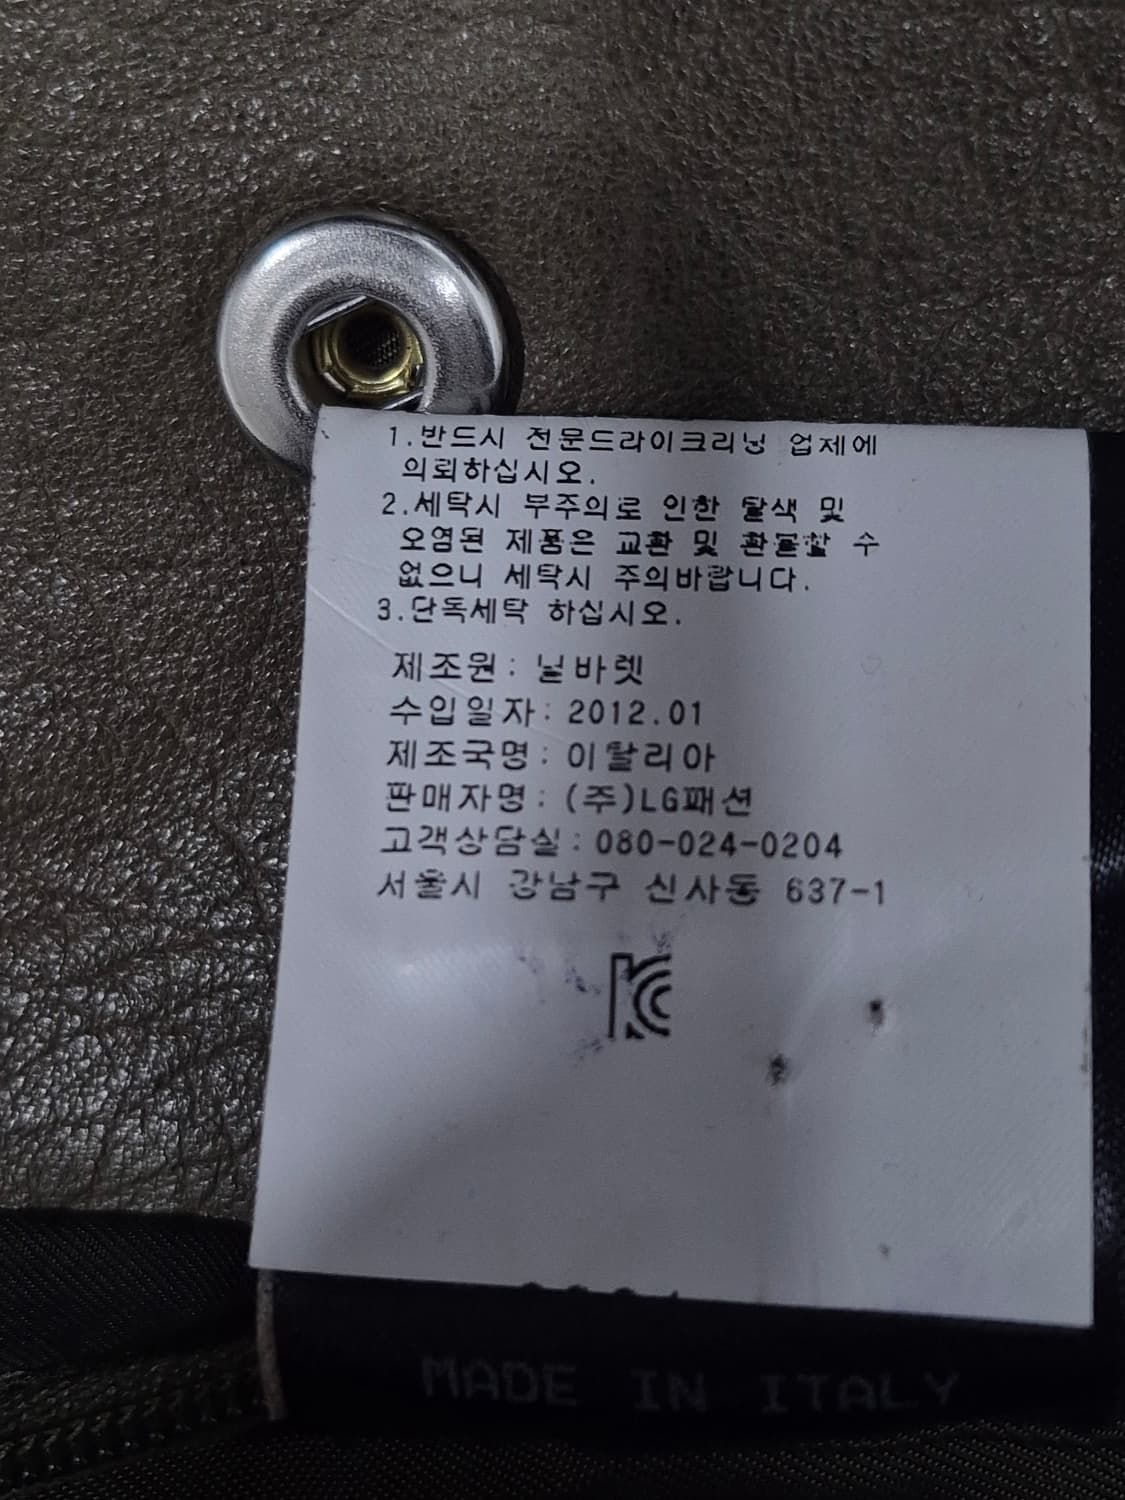 1.반드시 전문드라이크리닝 업체에
의뢰하십시오.
2.세탁시 부주의로 인한 탈색 및
오염된 제품은 교환 및 환불할 수
없으니 세탁시 주의바랍니다.
3.단독세탁 하십시오.
제조원: 닐바렛
수입일자: 2012.01
제조국명: 이탈리아
판매자명: (주)LG패션
고객상담실: 080-024-0204
서울시 강남구 신사동 637-1
KC
MADE IN ITALY